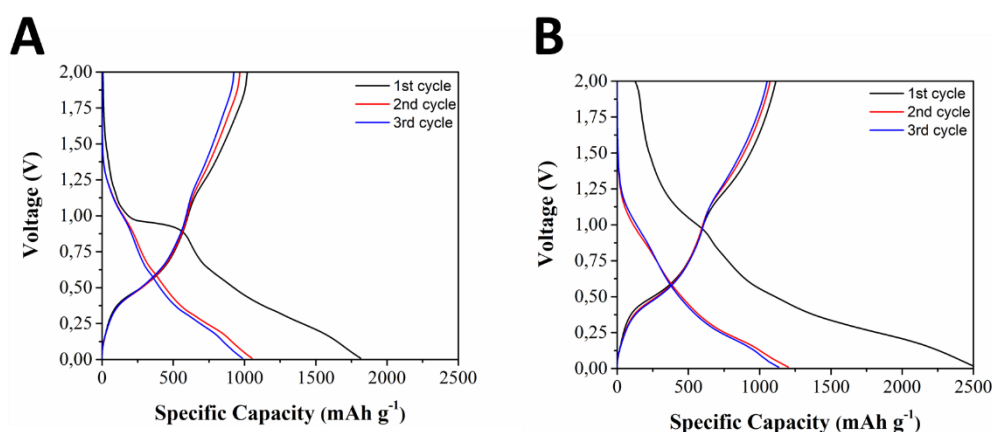 A
Voltage (V)
2,00
1,75
1,50
1,25
1,00
0,75
0,50
0,25
0,00
1st cycle
2nd cycle
3rd cycle
0
500
1000
1500
2000
2500
Specific Capacity (mAh g⁻¹)
B
Voltage (V)
2,00
1,75
1,50
1,25
1,00
0,75
0,50
0,25
0,00
1st cycle
2nd cycle
3rd cycle
0
500
1000
1500
2000
2500
Specific Capacity (mAh g⁻¹)